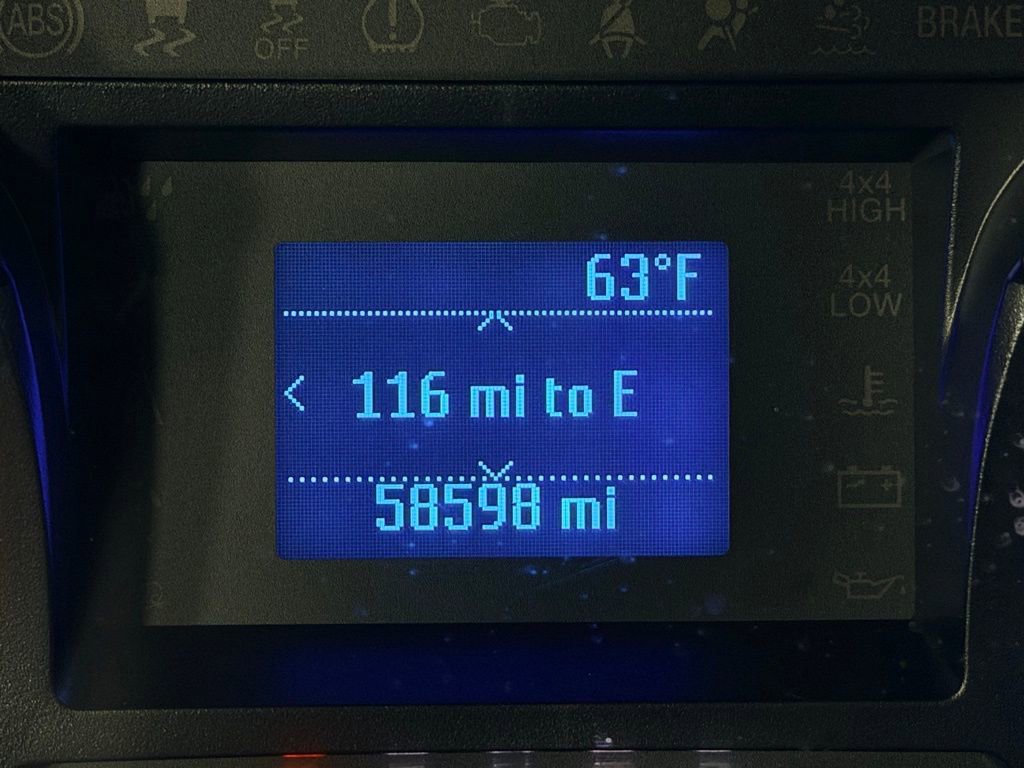 ABS
OFF
BRAKE
4x4
HIGH
4x4
LOW
63°F
116 mi to E
58598 mi